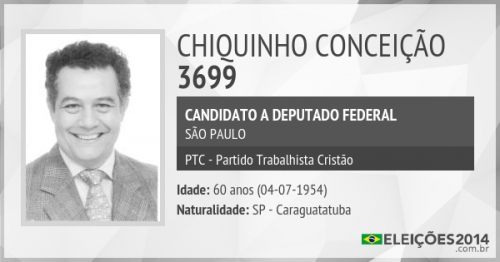 CHIQUINHO CONCEIÇÃO
3699
CANDIDATO A DEPUTADO FEDERAL
SÃO PAULO
PTC - Partido Trabalhista Cristão
Idade: 60 anos (04-07-1954)
Naturalidade: SP - Caraguatatuba
ELEIÇÕES2014
.com.br